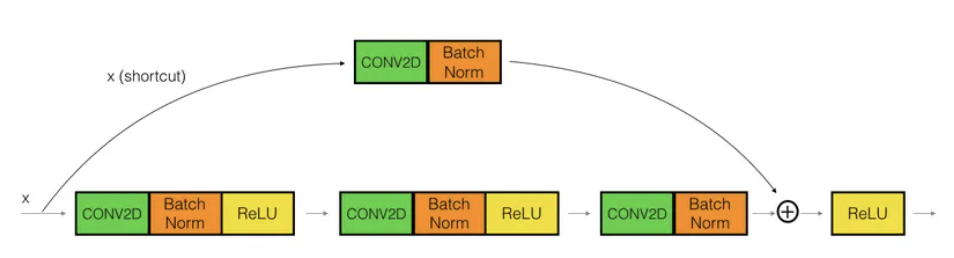 CONV2D
Batch
Norm
x (shortcut)
x
CONV2D
Batch
Norm
ReLU
CONV2D
Batch
Norm
ReLU
CONV2D
Batch
Norm
ReLU